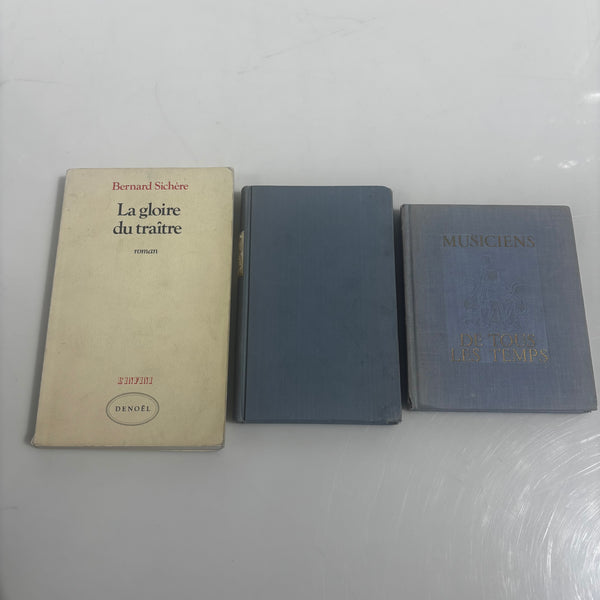 Bernard Sichère
La gloire
du traître
roman
L'INFINI
DENOËL
MUSICIENS
DE TOUS
LES TEMPS